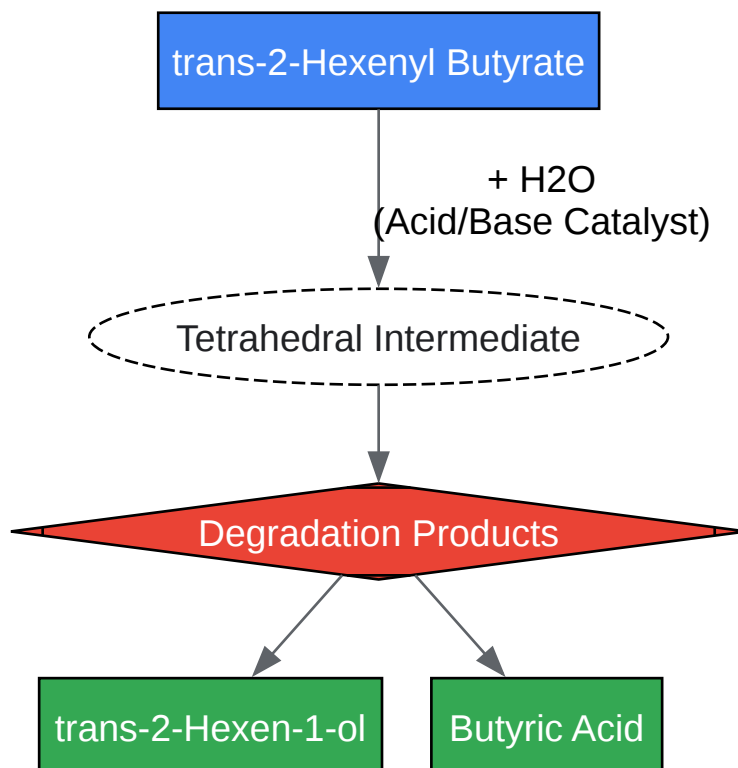 trans-2-Hexenyl Butyrate
+ H2O
(Acid/Base Catalyst)
Tetrahedral Intermediate
Degradation Products
trans-2-Hexen-1-ol
Butyric Acid